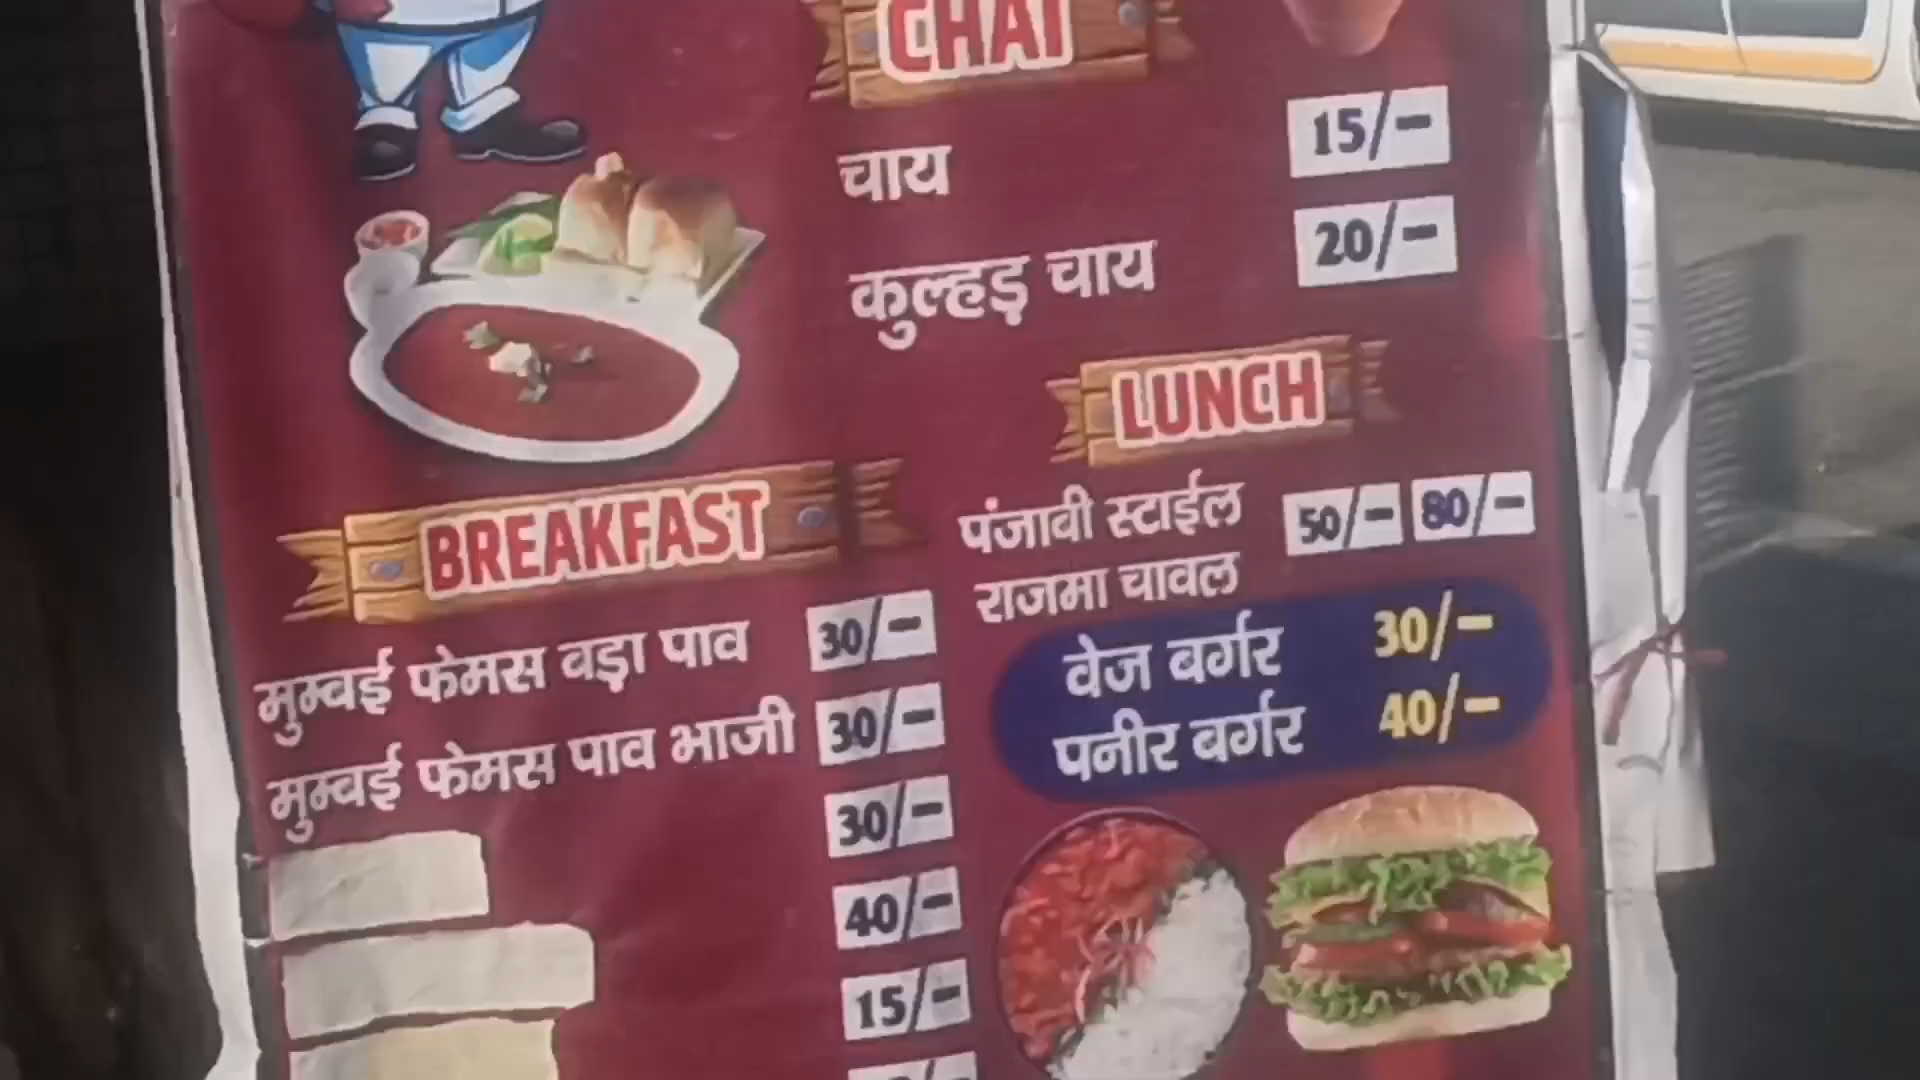 CHAI
चाय 15/-
कुल्हड़ चाय 20/-
LUNCH
पंजाबी स्टाईल 50/- 80/-
राजमा चावल
वेज बर्गर 30/-
पनीर बर्गर 40/-
BREAKFAST
मुम्बई फेमस वड़ा पाव 30/-
मुम्बई फेमस पाव भाजी 30/-
30/-
40/-
15/-